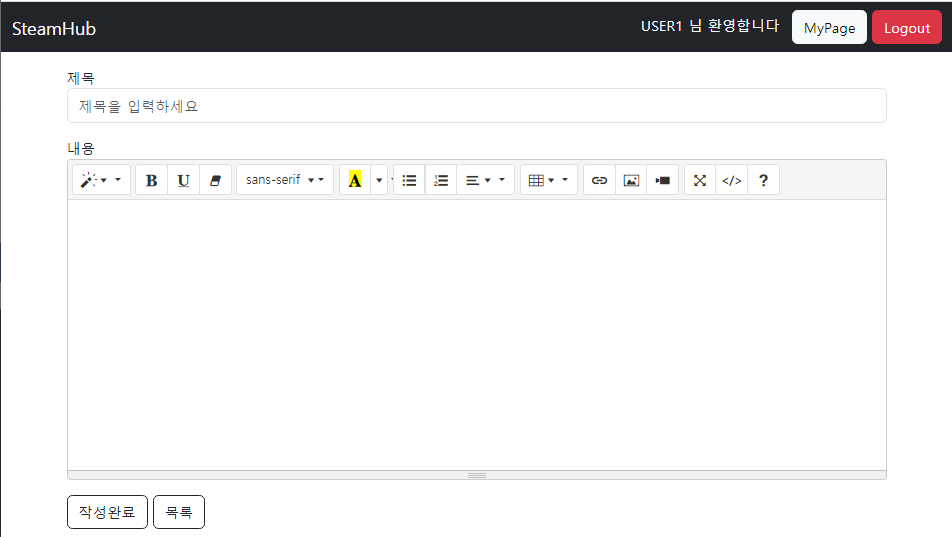 SteamHub USER1 님 환영합니다 MyPage Logout
제목
제목을 입력하세요
내용
B U sans-serif A </> ?
작성완료 목록